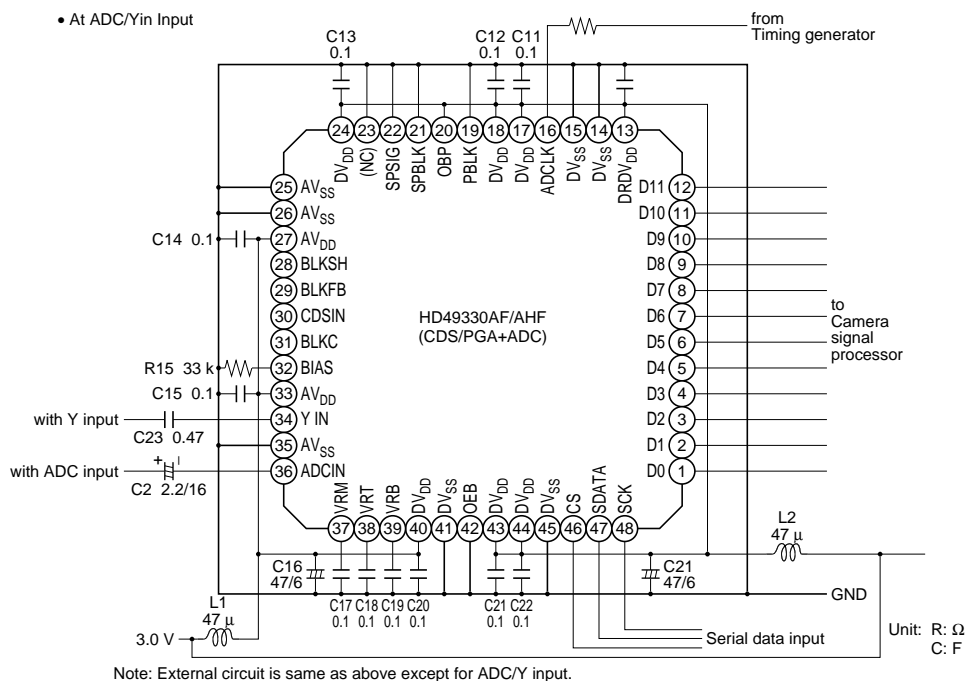 • At ADC/Yin Input
from
Timing generator
C13
0.1
C12
0.1
C11
0.1
24
23
22
21
20
19
18
17
16
15
14
13
DVDD
(NC)
SPSIG
SPBLK
OBP
PBLK
DVDD
DVDD
ADCLK
DVSS
DVSS
DRDVDD
25 AVSS
26 AVSS
C14 0.1
27 AVDD
28 BLKSH
29 BLKFB
30 CDSIN
31 BLKC
R15 33 k
32 BIAS
C15 0.1
33 AVDD
with Y input
C23 0.47
34 Y IN
35 AVSS
with ADC input
+
C2 2.2/16
36 ADCIN
HD49330AF/AHF
(CDS/PGA+ADC)
D11 12
D10 11
D9 10
D8 9
D7 8
D6 7
D5 6
D4 5
D3 4
D2 3
D1 2
D0 1
to
Camera
signal
processor
VRM
VRT
VRB
DVDD
DVSS
OEB
DVDD
DVDD
DVSS
CS
SDATA
SCK
37
38
39
40
41
42
43
44
45
46
47
48
C16
47/6
C17
0.1
C18
0.1
C19
0.1
C20
0.1
C21
0.1
C22
0.1
C21
47/6
L2
47 μ
GND
L1
47 μ
3.0 V
Serial data input
Unit: R: Ω
C: F
Note: External circuit is same as above except for ADC/Y input.